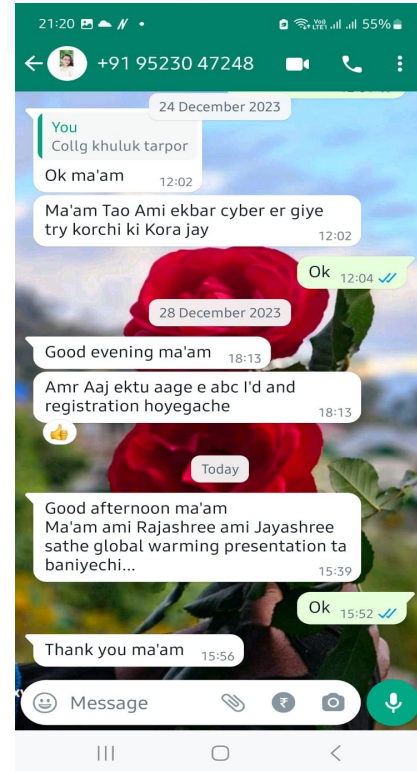 21:20
LTE1 55%
+91 95230 47248
24 December 2023
You
Collg khuluk tarpor
Ok ma'am 12:02
Ma'am Tao Ami ekbar cyber er giye
try korchi ki Kora jay
12:02
Ok 12:04
28 December 2023
Good evening ma'am 18:13
Amr Aaj ektu aage e abc I'd and
registration hoyegache
18:13
Today
Good afternoon ma'am
Ma'am ami Rajashree ami Jayashree
sathe global warming presentation ta
baniyechi...
15:39
Ok 15:52
Thank you ma'am 15:56
Message
₹